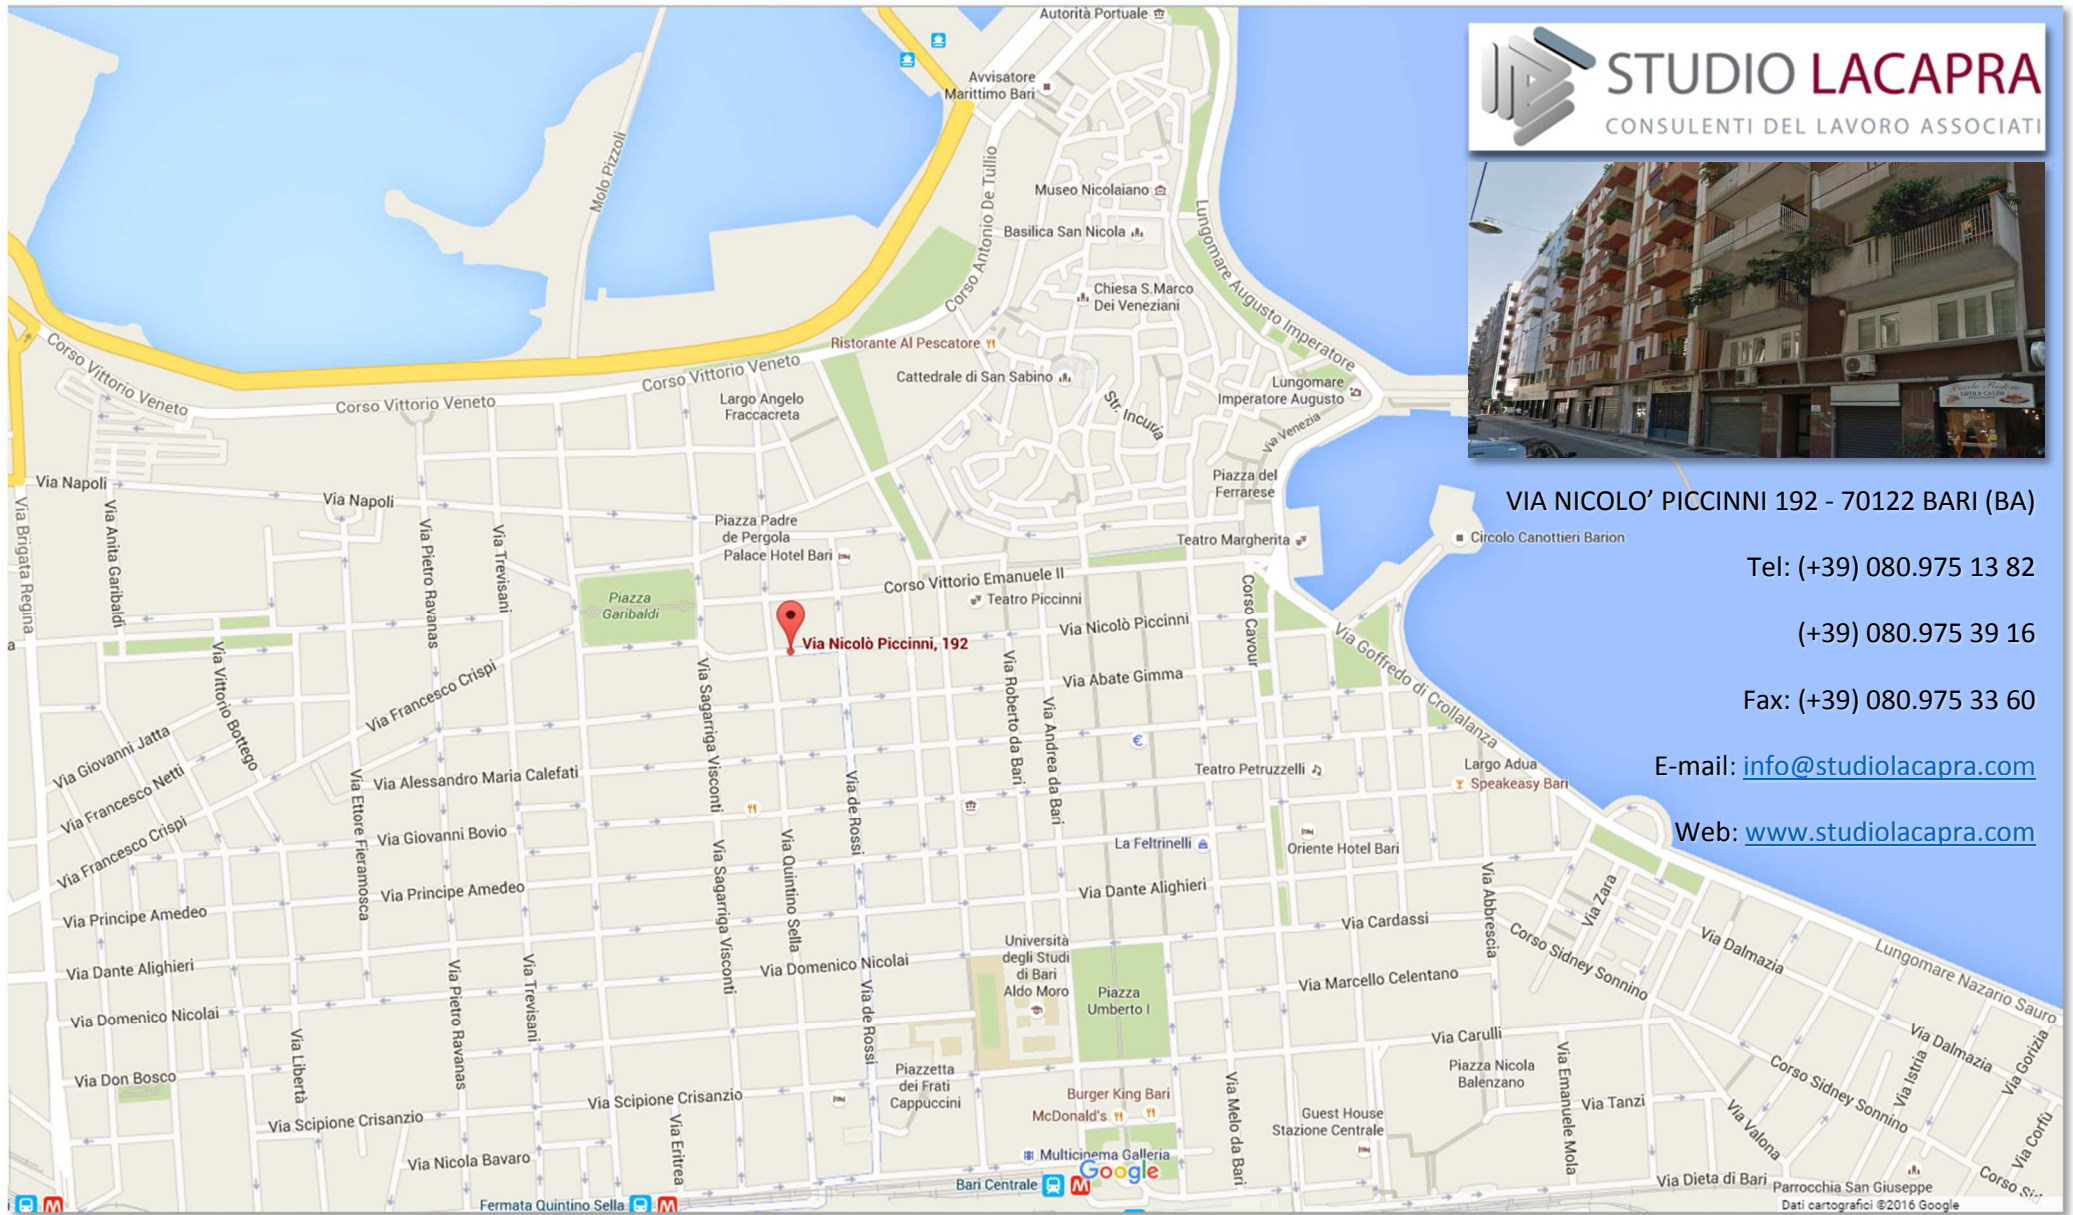 Autorità Portuale
Avvisatore
Marittimo Bari
Molo Pizzoli
Corso Antonio De Tullio
Museo Nicolaiano
Basilica San Nicola
Lungomare Augusto Imperatore
Chiesa S.Marco
Dei Veneziani
Ristorante Al Pescatore
Cattedrale di San Sabino
Str. Incuria
Lungomare
Imperatore Augusto
Via Venezia
Corso Vittorio Veneto
Corso Vittorio Veneto
Corso Vittorio Veneto
Largo Angelo
Fraccacreta
Piazza del
Ferrarese
Via Napoli
Via Napoli
Via Brigata Regina
Via Anita Garibaldi
Via Pietro Ravanas
Via Trevisani
Piazza Padre
de Pergola
Palace Hotel Bari
Teatro Margherita
Circolo Canottieri Barion
Corso Vittorio Emanuele II
Teatro Piccinni
Piazza
Garibaldi
Via Nicolò Piccinni, 192
Via Nicolò Piccinni
Corso Cavour
Via Goffredo di Crollalanza
a
Via Vittorio Bottego
Via Francesco Crispi
Via Sagarriga Visconti
Via Roberto da Bari
Via Andrea da Bari
Via Abate Gimma
€
Via Giovanni Jatta
Via Francesco Netti
Via Francesco Crispi
Via Ettore Fieramosca
Via Alessandro Maria Calefati
Via Giovanni Bovio
Via Quintino Sella
Via de Rossi
Teatro Petruzzelli
Largo Adua
Speakeasy Bari
La Feltrinelli
Oriente Hotel Bari
Via Principe Amedeo
Via Principe Amedeo
Via Sagarriga Visconti
Via Dante Alighieri
Via Abbrescia
Via Zara
Via Cardassi
Corso Sidney Sonnino
Via Dalmazia
Lungomare Nazario Sauro
Via Dante Alighieri
Via Domenico Nicolai
Via Domenico Nicolai
Università
degli Studi
di Bari
Aldo Moro
Piazza
Umberto I
Via Marcello Celentano
Via Libertà
Via Pietro Ravanas
Via Trevisani
Via de Rossi
Via Carulli
Piazza Nicola
Balenzano
Via Emanuele Mola
Corso Sidney Sonnino
Via Dalmazia
Via Istria
Via Gorizia
Via Don Bosco
Via Scipione Crisanzio
Via Scipione Crisanzio
Via Eritrea
Piazzetta
dei Frati
Cappuccini
Burger King Bari
McDonald's
Via Melo da Bari
Guest House
Stazione Centrale
Via Tanzi
Via Valona
Via Corfù
Via Nicola Bavaro
Multicinema Galleria
Google
Bari Centrale
M
Fermata Quintino Sella
M
i
M
Via Dieta di Bari
Parrocchia San Giuseppe
Corso Sid
Dati cartografici ©2016 Google
STUDIO LACAPRA
CONSULENTI DEL LAVORO ASSOCIATI
VIA NICOLO' PICCINNI 192 - 70122 BARI (BA)
Tel: (+39) 080.975 13 82
(+39) 080.975 39 16
Fax: (+39) 080.975 33 60
E-mail: info@studiolacapra.com
Web: www.studiolacapra.com